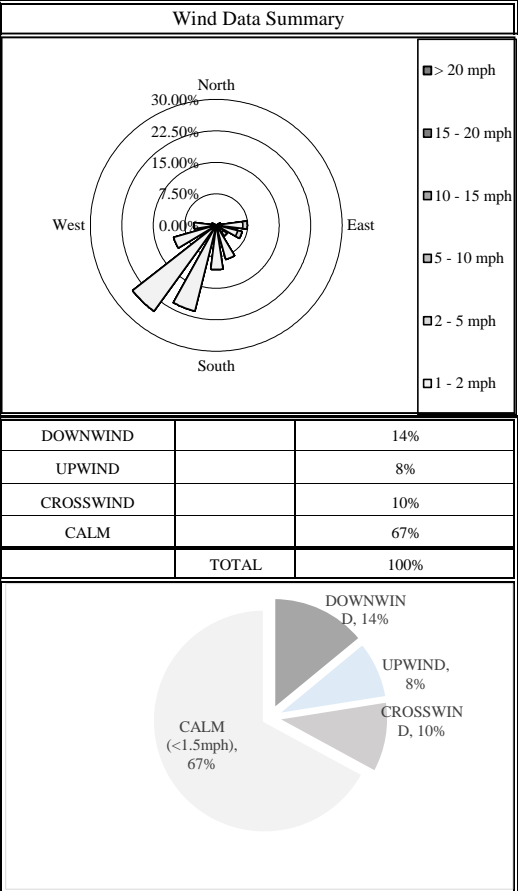 Wind Data Summary
North
30.00%
22.50%
15.00%
7.50%
0.00%
West
East
South
> 20 mph
15 - 20 mph
10 - 15 mph
5 - 10 mph
2 - 5 mph
1 - 2 mph
DOWNWIND 14%
UPWIND 8%
CROSSWIND 10%
CALM 67%
TOTAL 100%
DOWNWIN
D, 14%
UPWIND,
8%
CROSSWIN
D, 10%
CALM
(<1.5mph),
67%